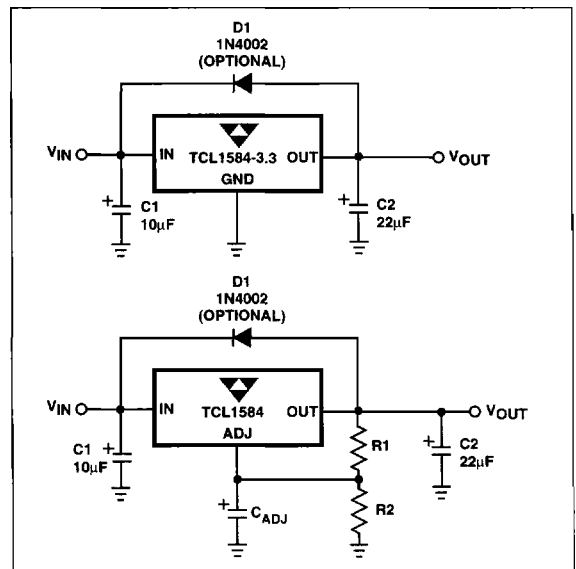 D1
1N4002
(OPTIONAL)
VIN
IN
TCL1584-3.3
OUT
VOUT
GND
+
C1
10µF
+
C2
22µF
D1
1N4002
(OPTIONAL)
VIN
IN
TCL1584
OUT
VOUT
ADJ
C1
+
10µF
R1
+
C2
22µF
+
CADJ
R2